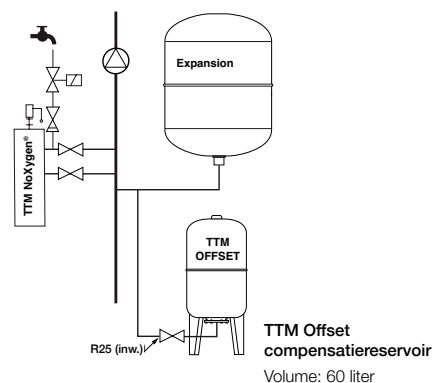 Expansion
TTM NoXygen®
TTM
OFFSET
R25 (inw.)
TTM Offset
compensatiereservoir
Volume: 60 liter